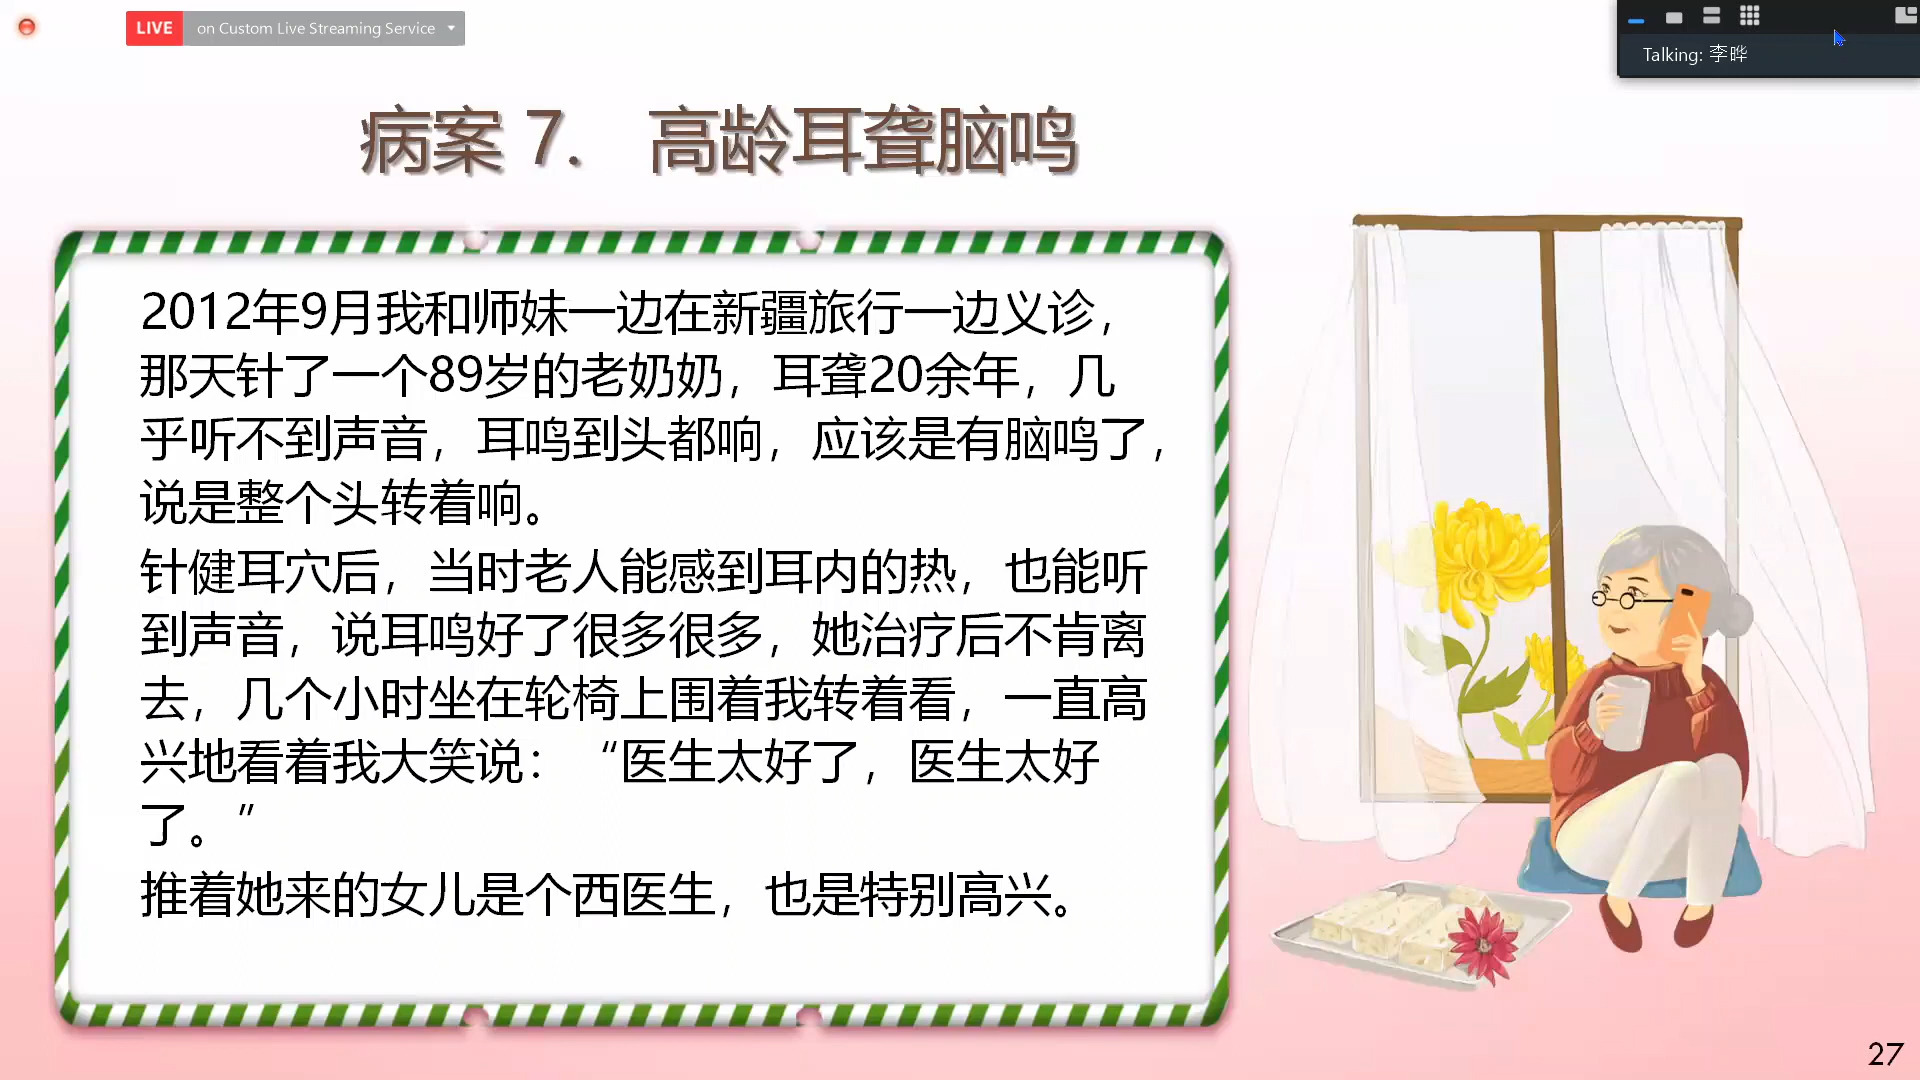 LIVE on Custom Live Streaming Service
Talking: 李晔
病案 7. 高龄耳聋脑鸣
2012年9月我和师妹一边在新疆旅行一边义诊，
那天针了一个89岁的老奶奶，耳聋20余年，几
乎听不到声音，耳鸣到头都响，应该是有脑鸣了，
说是整个头转着响。
针健耳穴后，当时老人能感到耳内的热，也能听
到声音，说耳鸣好了很多很多，她治疗后不肯离
去，几个小时坐在轮椅上围着我转着看，一直高
兴地看着我大笑说：“医生太好了，医生太好
了。”
推着她来的女儿是个西医生，也是特别高兴。
27